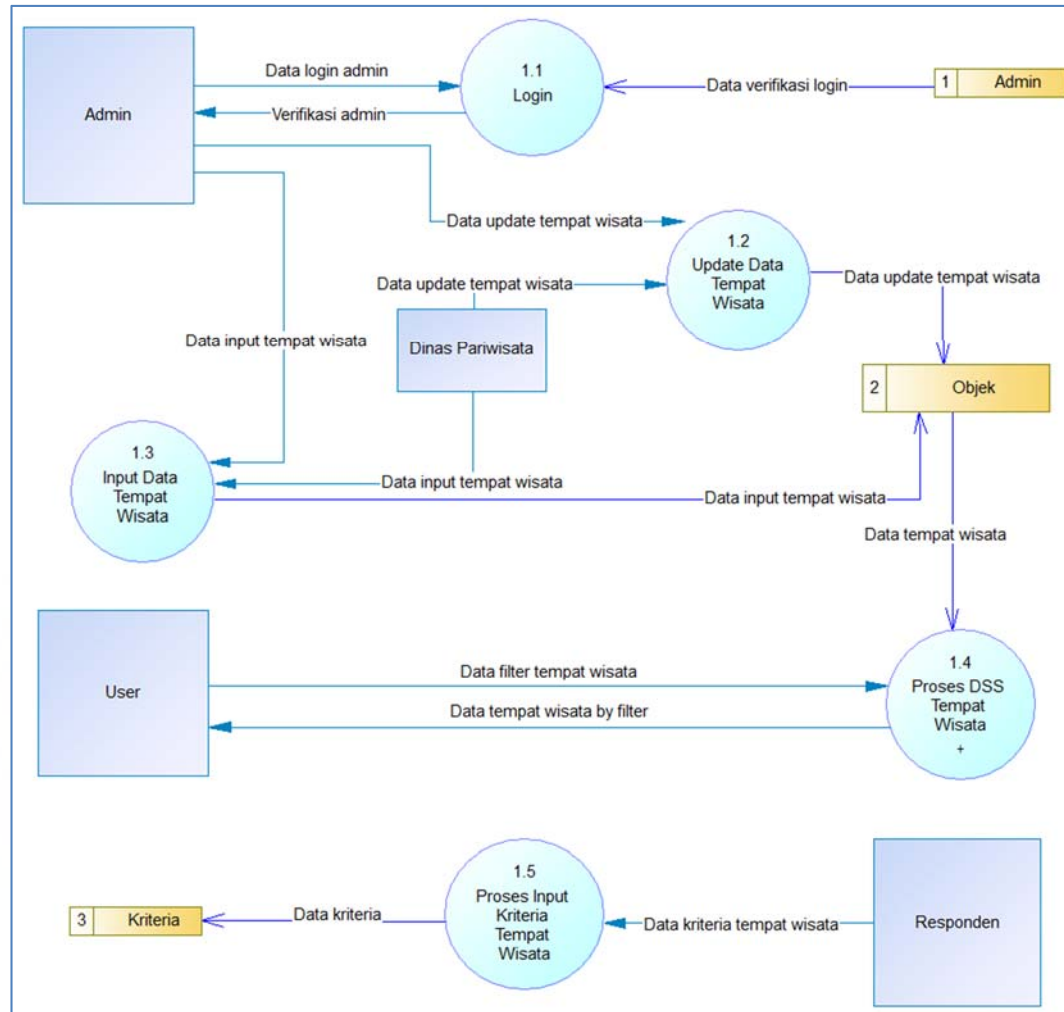 Admin
Data login admin
Verifikasi admin
1.1
Login
Data verifikasi login
1
Admin
Data update tempat wisata
1.2
Update Data
Tempat
Wisata
Data update tempat wisata
Data update tempat wisata
Dinas Pariwisata
Data input tempat wisata
2
Objek
1.3
Input Data
Tempat
Wisata
Data input tempat wisata
Data input tempat wisata
Data tempat wisata
User
Data filter tempat wisata
Data tempat wisata by filter
1.4
Proses DSS
Tempat
Wisata
+
3
Kriteria
Data kriteria
1.5
Proses Input
Kriteria
Tempat
Wisata
Data kriteria tempat wisata
Responden